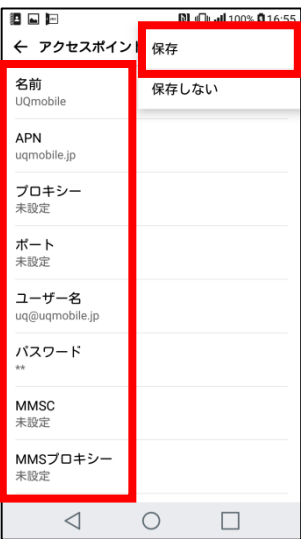 100% 16:55
← アクセスポイン
保存
保存しない
名前
UQmobile
APN
uqmobile.jp
プロキシー
未設定
ポート
未設定
ユーザー名
uq@uqmobile.jp
パスワード
**
MMSC
未設定
MMSプロキシー
未設定